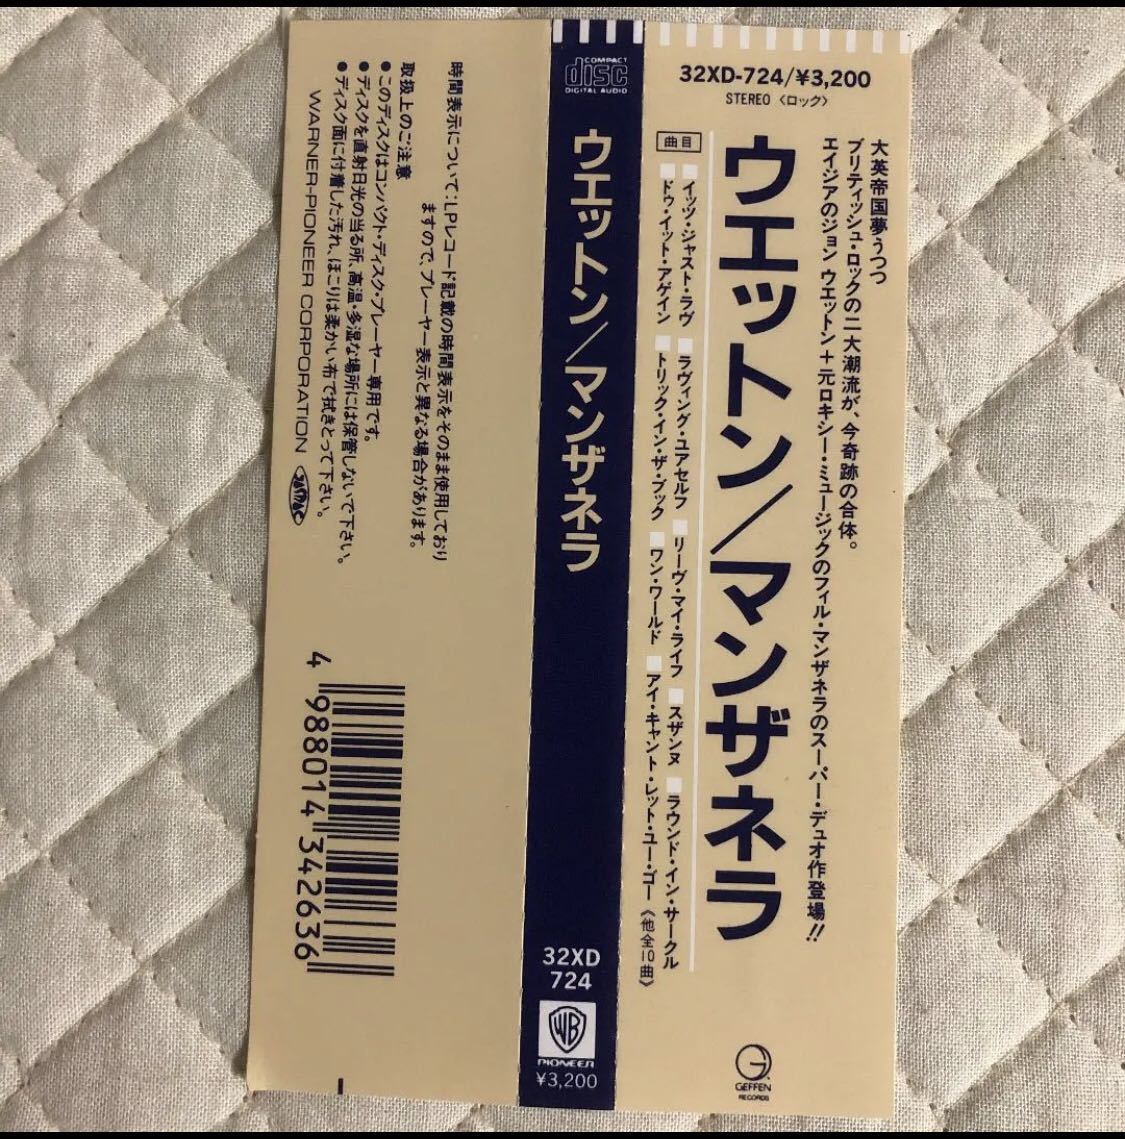 32XD-724/¥3,200
STEREO〈ロック〉
大英帝国夢うつつ
ブリティッシュ・ロックの二大潮流が、今奇跡の合体。
エイジアのジョン ウエットン＋元ロキシー・ミュージックのフィル・マンザネラのスーパー・デュオ作登場!!
ウエットン/マンザネラ
曲目
■イッツ・ジャスト・ラヴ ■ラヴィング・ユアセルフ ■リーヴ・マイ・ライフ ■スザンヌ ■ラウンド・イン・サークル
■ドゥ・イット・アゲイン ■トリック・イン・ザ・ブック ■ワン・ワールド ■アイ・キャント・レット・ユー・ゴー《他全10曲》
GEFFEN
RECORDS
COMPACT
disc
DIGITAL AUDIO
ウエットン/マンザネラ
32XD
724
WB
PIONEER
¥3,200
時間表示について:LPレコード記載の時間表示をそのまま使用しており
ますので、プレーヤー表示と異なる場合があります。
取扱上のご注意
●このディスクはコンパクト・ディスク・プレーヤー専用です。
●ディスクを直射日光の当る所、高温・多湿な場所には保管しないで下さい。
●ディスク面に付着した汚れ、ほこりは柔かい布で拭きとって下さい。
WARNER-PIONEER CORPORATION JASRAC
4 988014 342636